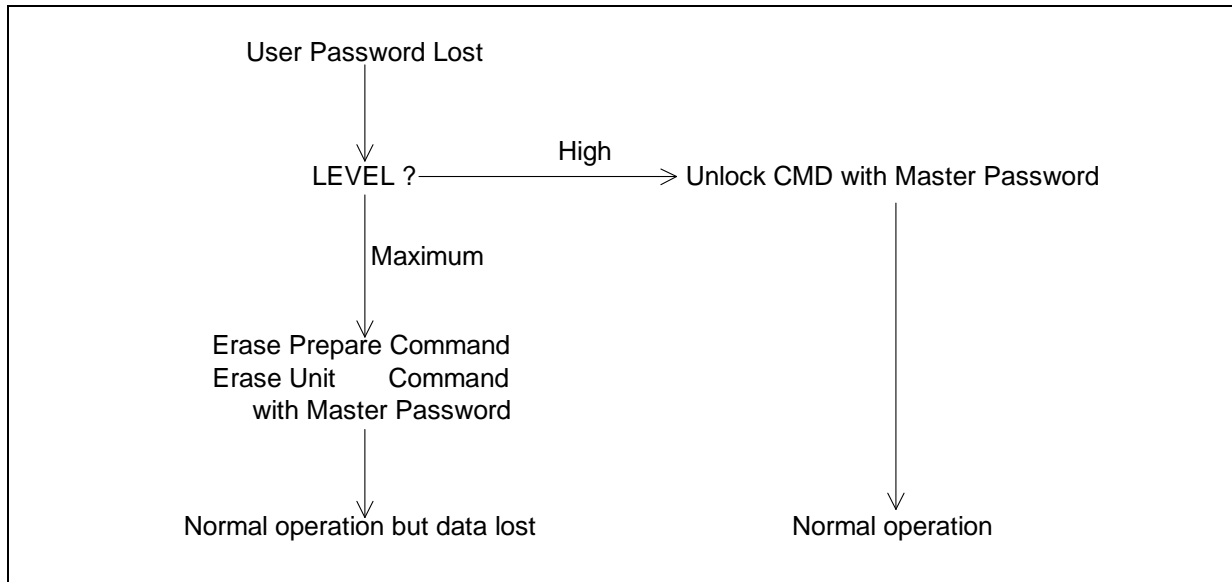 User Password Lost
High
LEVEL ?
Unlock CMD with Master Password
Maximum
Erase Prepare Command
Erase Unit Command
with Master Password
Normal operation but data lost
Normal operation